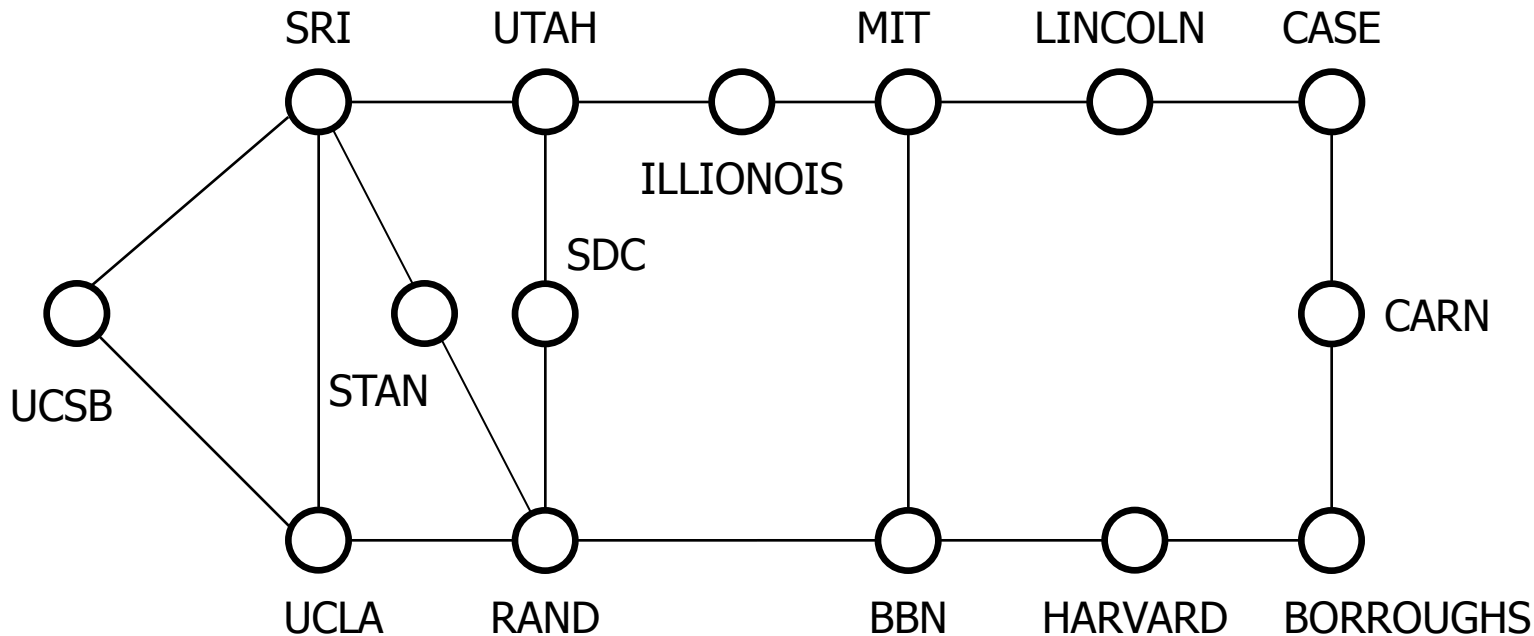 SRI
UTAH
MIT
LINCOLN
CASE
ILLIONOIS
SDC
CARN
STAN
UCSB
UCLA
RAND
BBN
HARVARD
BORROUGHS